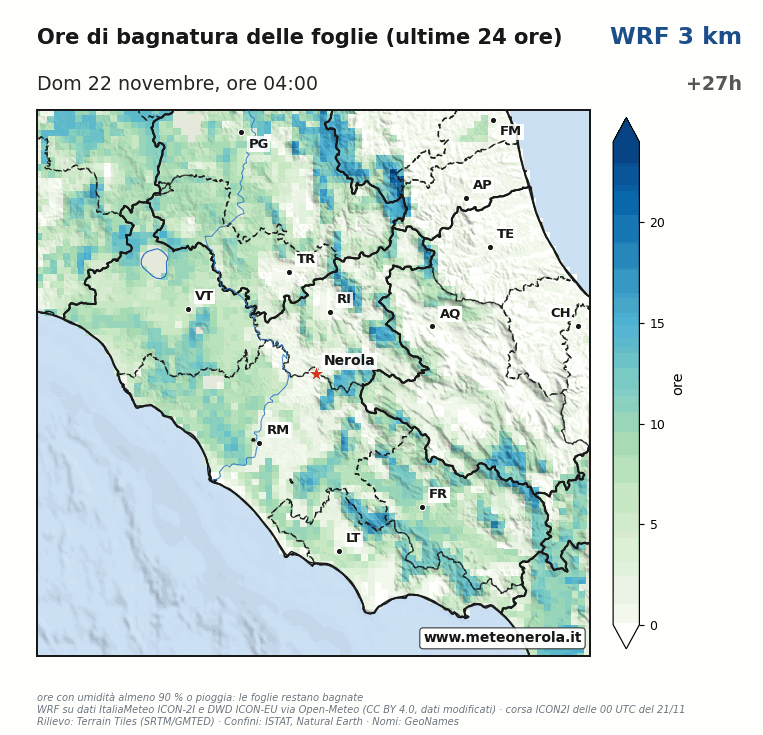 Ore di bagnatura delle foglie (ultime 24 ore)
WRF 3 km
Dom 22 novembre, ore 04:00
+27h
FM
PG
AP
TE
TR
VT
RI
AQ
CH
Nerola
RM
FR
LT
www.meteonerola.it
20
15
10
5
0
ore
ore con umidità almeno 90 % o pioggia: le foglie restano bagnate
WRF su dati ItaliaMeteo ICON-2I e DWD ICON-EU via Open-Meteo (CC BY 4.0, dati modificati) · corsa ICON2I delle 00 UTC del 21/11
Rilievo: Terrain Tiles (SRTM/GMTED) · Confini: ISTAT, Natural Earth · Nomi: GeoNames